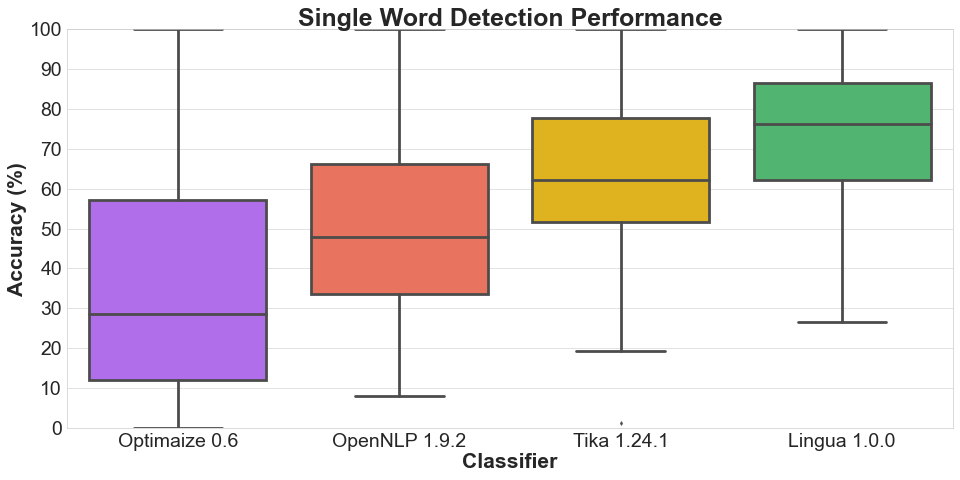 Single Word Detection Performance
Accuracy (%)
100
90
80
70
60
50
40
30
20
10
0
Optimaize 0.6 OpenNLP 1.9.2 Tika 1.24.1 Lingua 1.0.0
Classifier